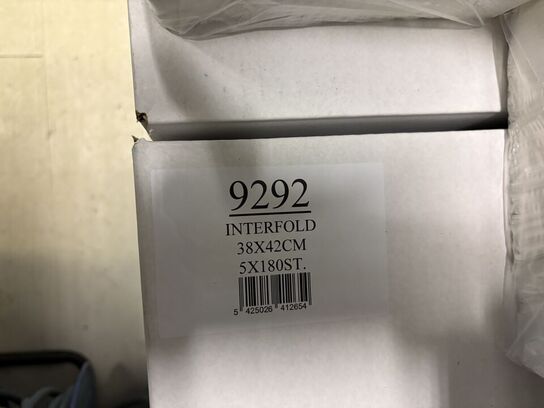 9292
INTERFOLD
38X42CM
5X180ST.
5 425026 412654